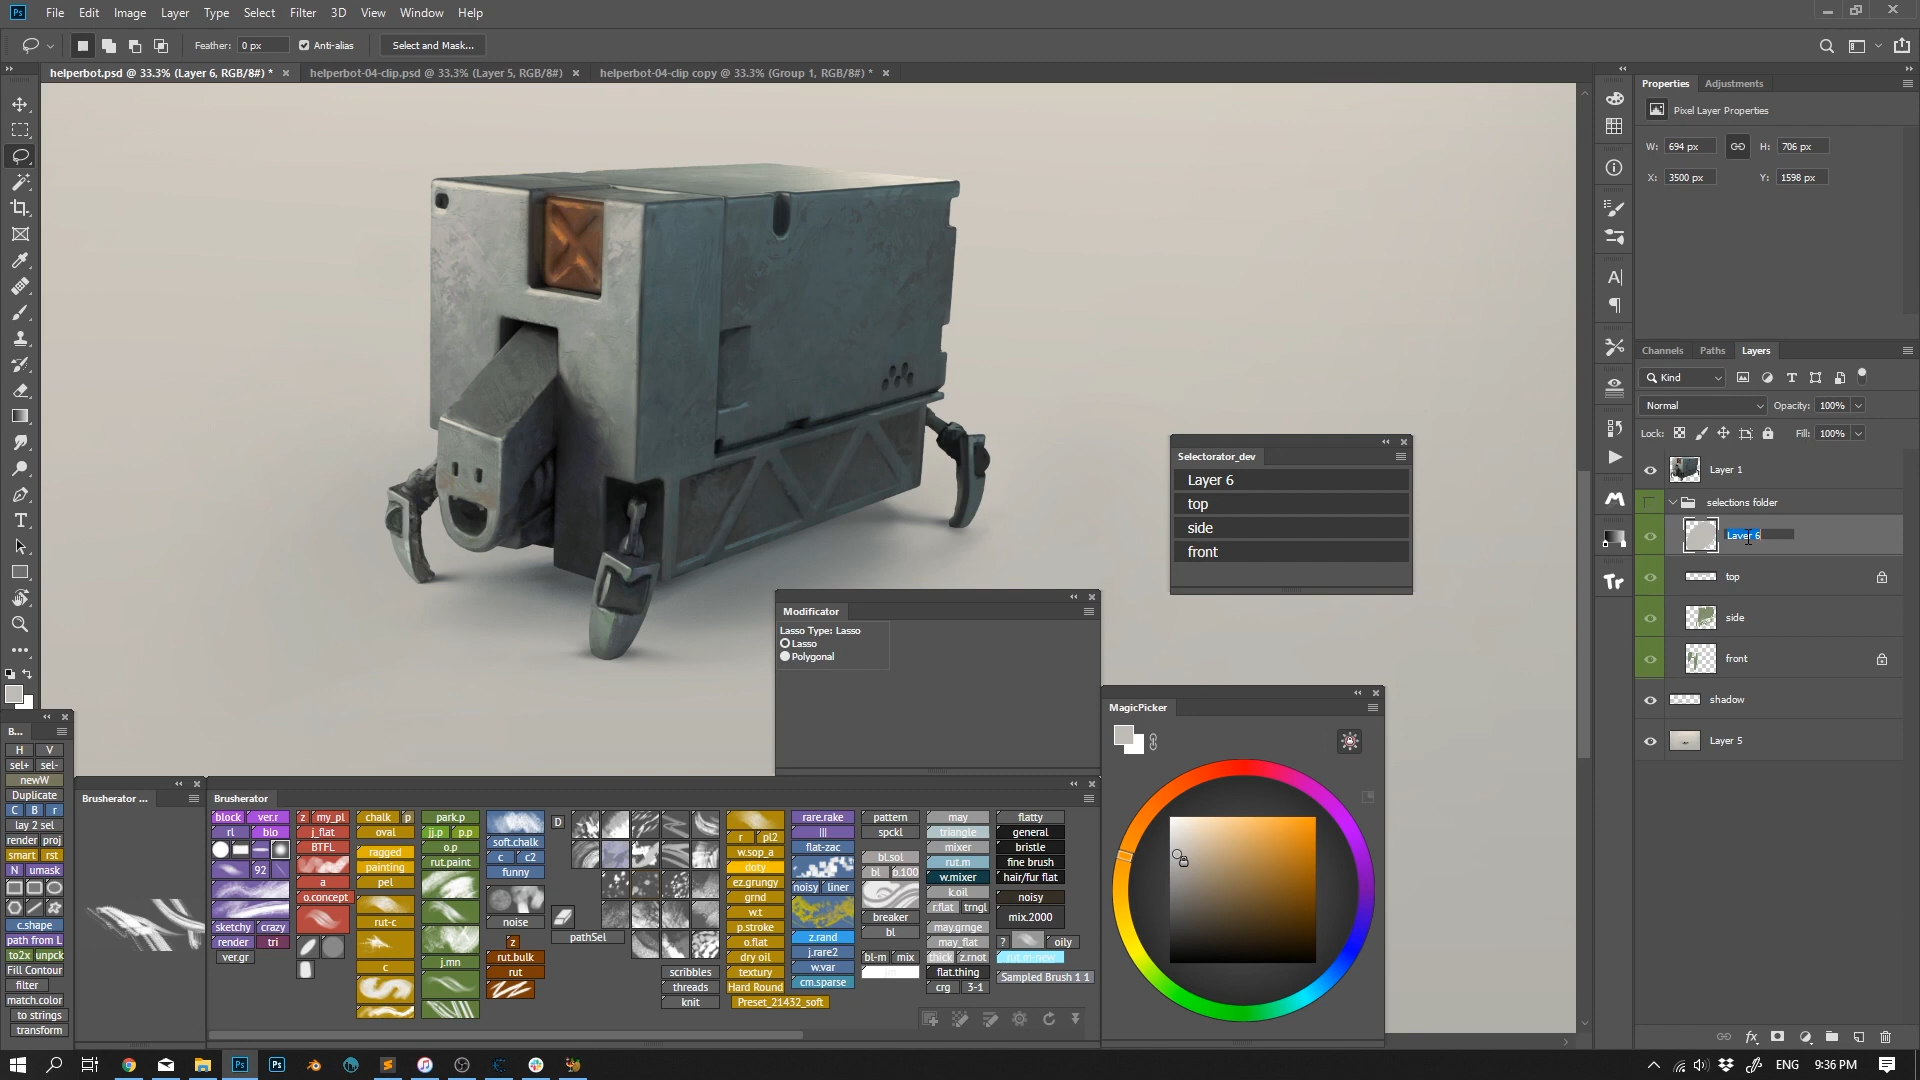 Ps File Edit Image Layer Type Select Filter 3D View Window Help
Feather: 0 px Anti-alias Select and Mask...
helperbot.psd @ 33.3% (Layer 6, RGB/8#) * helperbot-04-clip.psd @ 33.3% (Layer 5, RGB/8#) helperbot-04-clip copy @ 33.3% (Group 1, RGB/8#) *
Properties Adjustments
Pixel Layer Properties
W: 694 px H: 706 px
X: 3500 px Y: 1598 px
Channels Paths Layers
Kind
Normal Opacity: 100%
Lock: Fill: 100%
Layer 1
selections folder
Layer 6
top
side
front
shadow
Layer 5
Selectorator_dev
Layer 6
top
side
front
Modificator
Lasso Type: Lasso
Lasso
Polygonal
MagicPicker
B...
H V
sel+ sel-
newW
Duplicate
C B r
lay 2 sel
render proj
smart rst
N umask
c.shape
path from L
to2x unpck
Fill Contour
filter
match.color
to strings
transform
Brusherator ...
Brusherator
block ver.r
rl blo
92
sketchy crazy
render tri
ver.gr
z my_pl
j_flat
BTFL
a
o.concept
chalk p
oval
ragged
painting
pel
rut-c
c
park.p
jj.p p.p
o.p
rut.paint
j.mn
soft.chalk
c c2
funny
noise
z
rut.bulk
rut
D
pathSel
scribbles
threads
knit
r pl2
w.sop_a
doty
ez.grungy
grnd
w.t
p.stroke
o.flat
dry oil
textury
Hard Round
Preset_21432_soft
rare.rake
|||
flat-zac
noisy liner
z.rand
j.rare2
w.var
cm.sparse
pattern
spckl
bl.sol
bl b.100
breaker
bl
bl-m mix
may
triangle
mixer
rut.m
w.mixer
k.oil
r.flat trngl
may.grnge
may_flat
thick z.rnot
flat.thing
crg 3-1
flatty
general
bristle
fine brush
hair/fur flat
noisy
mix.2000
? oily
rut.m-new
Sampled Brush 1 1
ENG 9:36 PM